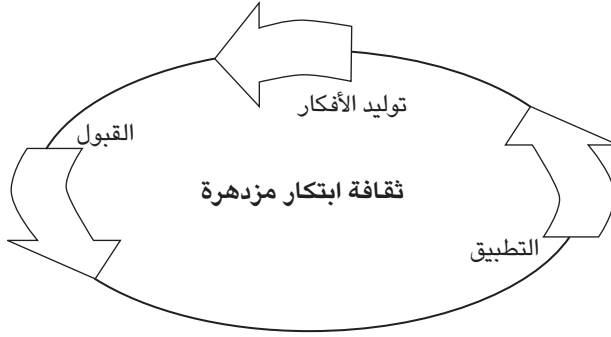 توليد الأفكار
القبول
ثقافة ابتكار مزدهرة
التطبيق